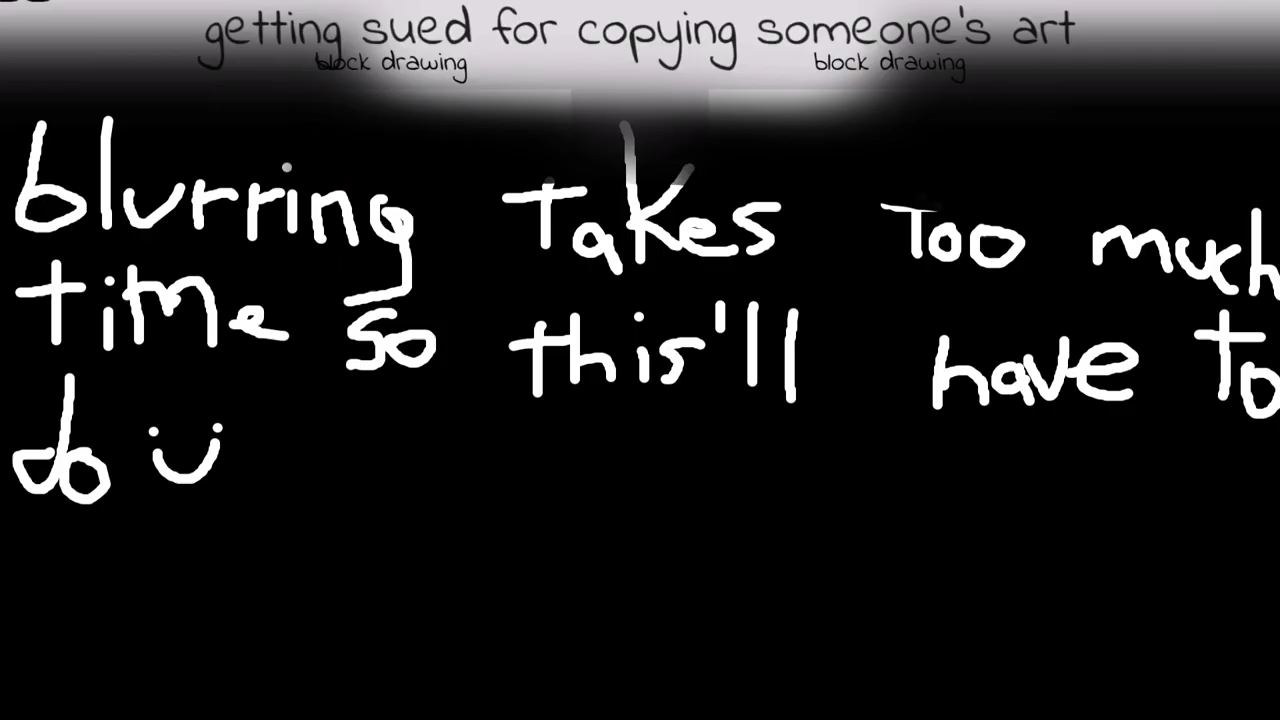 getting sued for copying someone's art
block drawing block drawing
blurring takes too much
time so this'll have to
do